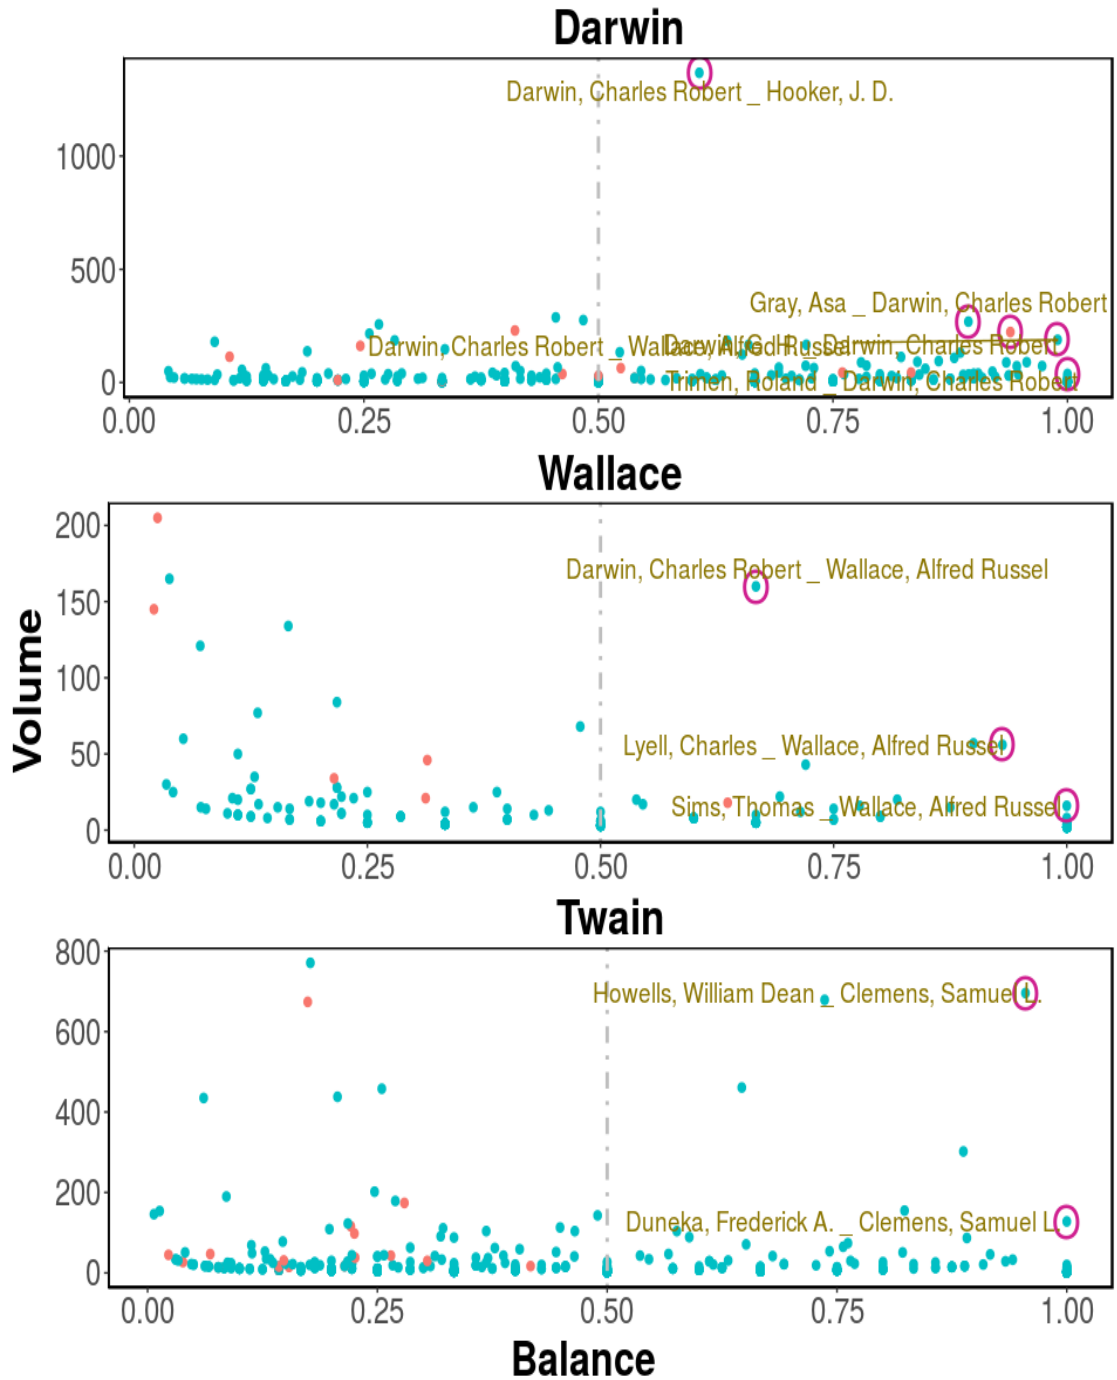 Darwin
Darwin, Charles Robert _ Hooker, J. D.
1000
Gray, Asa _ Darwin, Charles Robert
500
Darwin, Charles Robert _ Wallace, Alfred Russel
Darwin, G. H. _ Darwin, Charles Robert
Trimen, Roland _ Darwin, Charles Robert
0
0.00 0.25 0.50 0.75 1.00
Wallace
200
Darwin, Charles Robert _ Wallace, Alfred Russel
150
100
Lyell, Charles _ Wallace, Alfred Russel
50
Sims, Thomas _ Wallace, Alfred Russel
0
0.00 0.25 0.50 0.75 1.00
Volume
Twain
800
Howells, William Dean _ Clemens, Samuel L.
600
400
200
Duneka, Frederick A. _ Clemens, Samuel L.
0
0.00 0.25 0.50 0.75 1.00
Balance